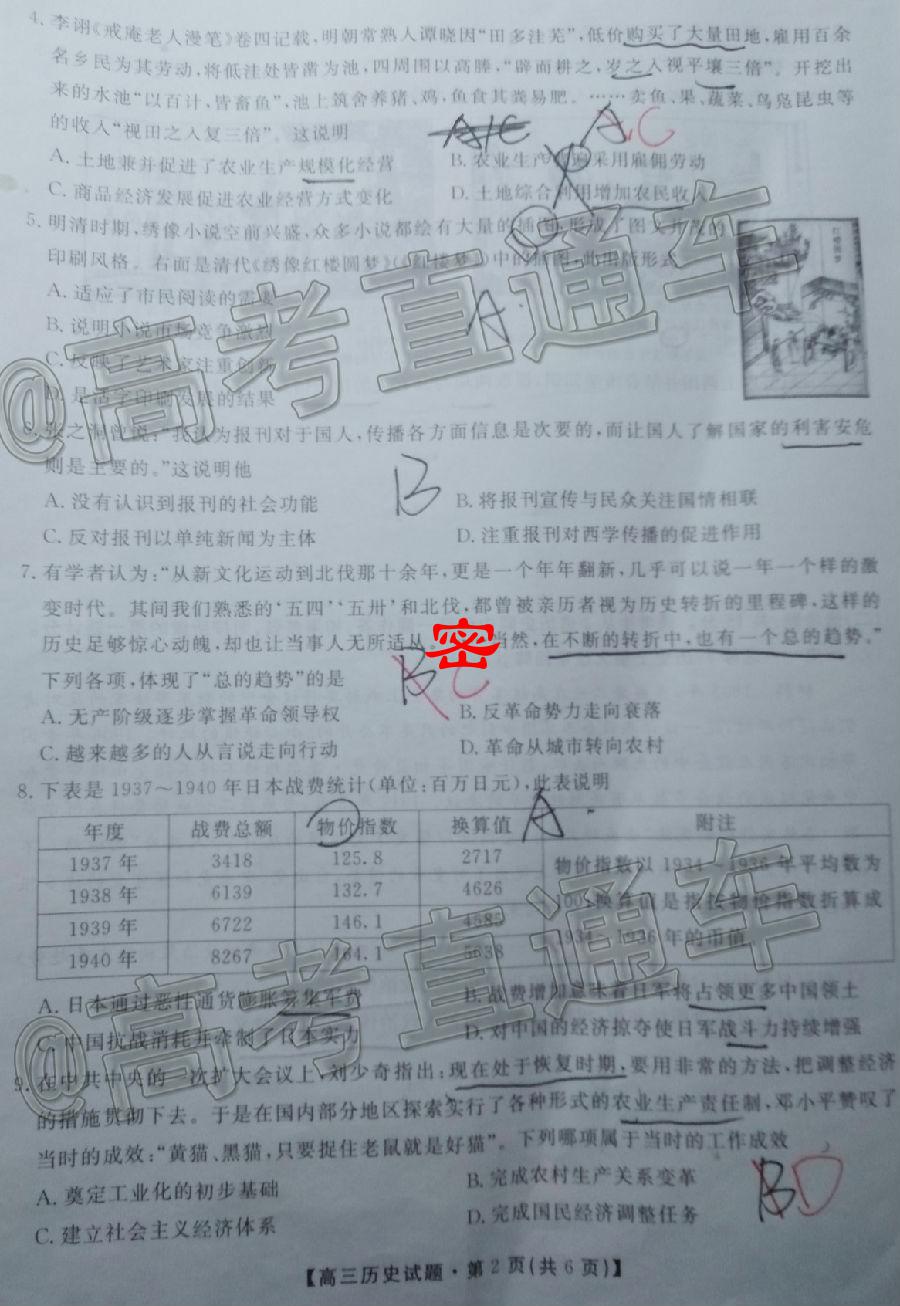 4. 李诩《戒庵老人漫笔》卷四记载，明朝常熟人谭晓因“田多洼芜”，低价购买了大量田地，雇用百余
名乡民为其劳动，将低洼处皆凿为池，四周围以高塍，“辟而耕之，岁之入视平壤三倍”。开挖出
来的水池“以百计，皆畜鱼”，池上筑舍养猪、鸡，鱼食其粪易肥。……卖鱼、果、蔬菜、鸟凫昆虫等
的收入“视田之入复三倍”。这说明
A/C A C
A. 土地兼并促进了农业生产规模化经营 B. 农业生产 采用雇佣劳动
C. 商品经济发展促进农业经营方式变化 D. 土地综合利用增加农民收入
5. 明清时期，绣像小说空前兴盛，众多小说都绘有大量的插图，形成了图文并茂的
印刷风格。右面是清代《绣像红楼圆梦》《红楼梦》中的插图，此出版形式
A. 适应了市民阅读的需要
B. 说明小说市场竞争激烈
A
C. 反映了艺术家注重创新
D. 是活字印刷发展的结果
6. 张之洞曾说：“我认为报刊对于国人，传播各方面信息是次要的，而让国人了解国家的利害安危
则是主要的。”这说明他
B
A. 没有认识到报刊的社会功能 B. 将报刊宣传与民众关注国情相联
C. 反对报刊以单纯新闻为主体 D. 注重报刊对西学传播的促进作用
7. 有学者认为：“从新文化运动到北伐那十余年，更是一个年年翻新，几乎可以说一年一个样的激
变时代。其间我们熟悉的‘五四’‘五卅’和北伐，都曾被亲历者视为历史转折的里程碑，这样的
历史足够惊心动魄，却也让当事人无所适从。 密 当然，在不断的转折中，也有一个总的趋势。”
下列各项，体现了“总的趋势”的是
B C
A. 无产阶级逐步掌握革命领导权 B. 反革命势力走向衰落
C. 越来越多的人从言说走向行动 D. 革命从城市转向农村
8. 下表是 1937～1940 年日本战费统计（单位：百万日元），此表说明
A
年度 战费总额 物价指数 换算值 附注
1937 年 3418 125.8 2717 物价指数以 1934～1936 年平均数为
1938 年 6139 132.7 4626 100，换算值是指按物价指数折算成
1939 年 6722 146.1 4585 1934～1936 年的币值
1940 年 8267 164.1 5038
A. 日本通过恶性通货膨胀筹集军费 B. 战费增加意味着日军将占领更多中国领土
C. 中国抗战消耗并牵制了日本实力 D. 对中国的经济掠夺使日军战斗力持续增强
9. 在中共中央的一次扩大会议上，刘少奇指出：现在处于恢复时期，要用非常的方法，把调整经济
的措施贯彻下去。于是在国内部分地区探索实行了各种形式的农业生产责任制，邓小平赞叹了
当时的成效：“黄猫、黑猫，只要捉住老鼠就是好猫”。下列哪项属于当时的工作成效
A. 奠定工业化的初步基础 B. 完成农村生产关系变革
B D
C. 建立社会主义经济体系 D. 完成国民经济调整任务
【高三历史试题·第 2 页（共 6 页）】
@高考直通车
@高考直通车